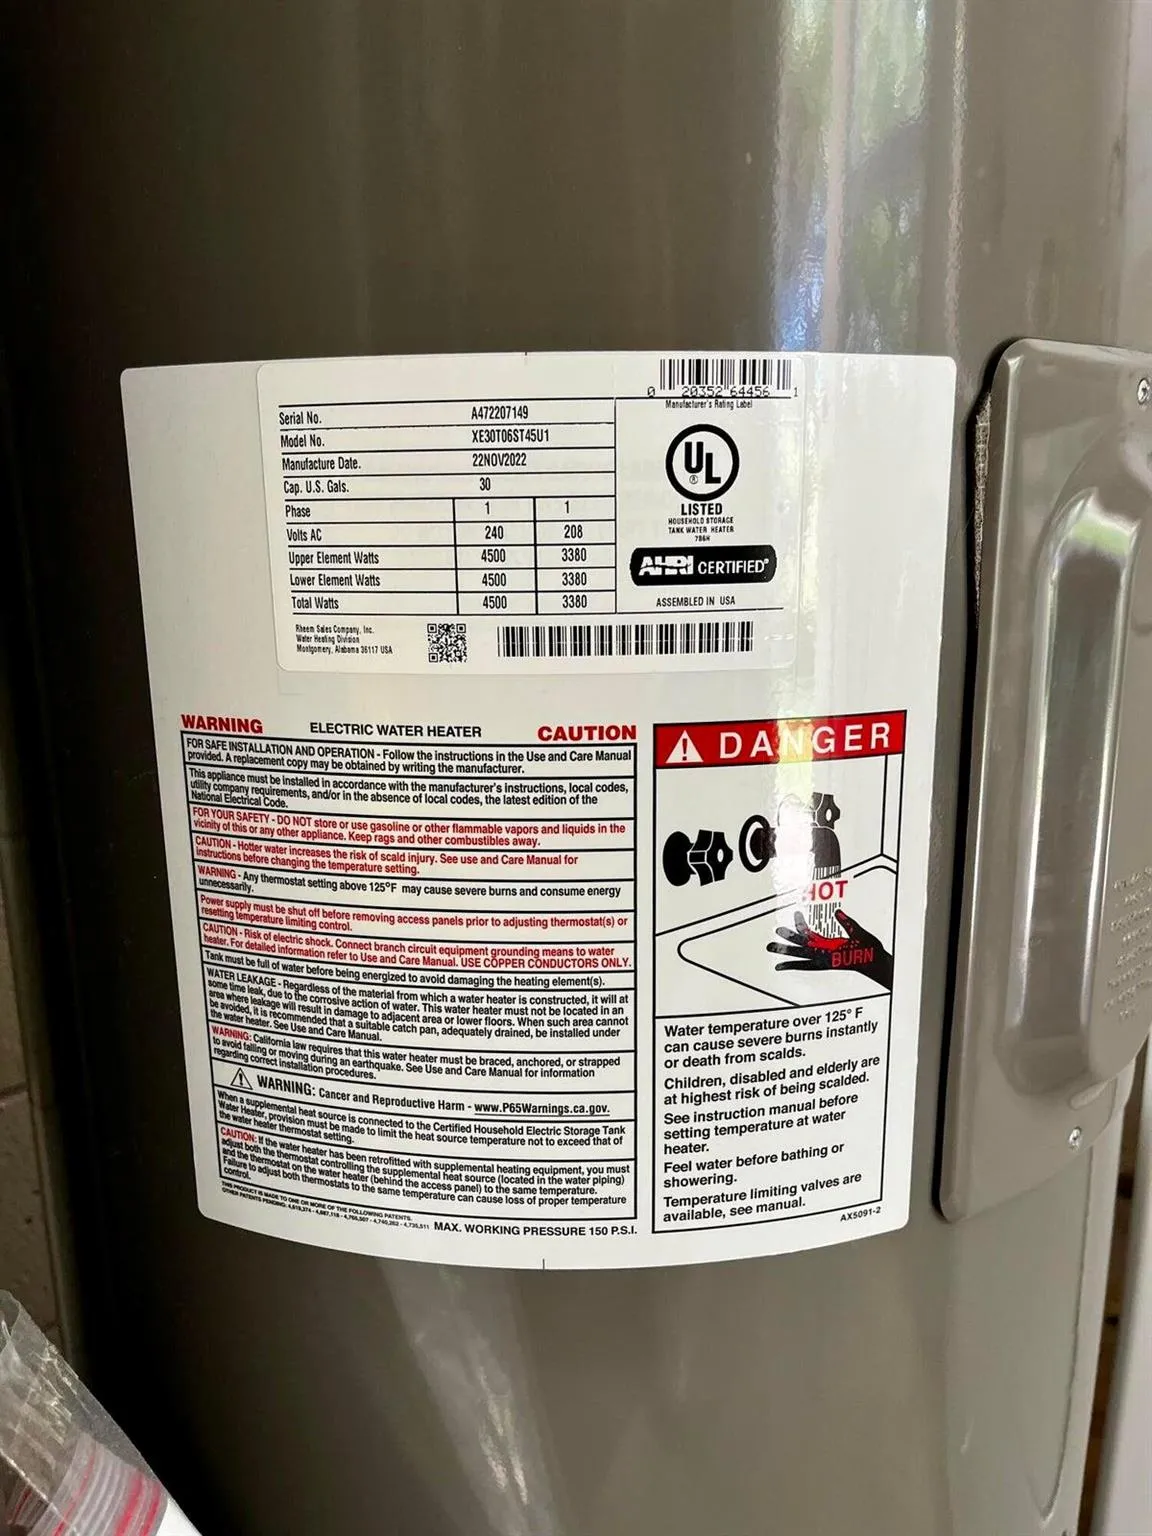 0 20352 64456 1
Manufacturer's Rating Label
Serial No. A472207149
Model No. XE30T06ST45U1
Manufacture Date. 22NOV2022
Cap. U.S. Gals. 30
Phase 1 1
Volts AC 240 208
Upper Element Watts 4500 3380
Lower Element Watts 4500 3380
Total Watts 4500 3380
UL
®
LISTED
HOUSEHOLD STORAGE
TANK WATER HEATER
786H
AHRI CERTIFIED®
ASSEMBLED IN USA
Rheem Sales Company, Inc.
Water Heating Division
Montgomery, Alabama 36117 USA
WARNING ELECTRIC WATER HEATER CAUTION
FOR SAFE INSTALLATION AND OPERATION - Follow the instructions in the Use and Care Manual
provided. A replacement copy may be obtained by writing the manufacturer.
This appliance must be installed in accordance with the manufacturer's instructions, local codes,
utility company requirements, and/or in the absence of local codes, the latest edition of the
National Electrical Code.
FOR YOUR SAFETY - DO NOT store or use gasoline or other flammable vapors and liquids in the
vicinity of this or any other appliance. Keep rags and other combustibles away.
CAUTION - Hotter water increases the risk of scald injury. See use and Care Manual for
instructions before changing the temperature setting.
WARNING - Any thermostat setting above 125°F may cause severe burns and consume energy
unnecessarily.
Power supply must be shut off before removing access panels prior to adjusting thermostat(s) or
resetting temperature limiting control.
CAUTION - Risk of electric shock. Connect branch circuit equipment grounding means to water
heater. For detailed information refer to Use and Care Manual. USE COPPER CONDUCTORS ONLY.
Tank must be full of water before being energized to avoid damaging the heating element(s).
WATER LEAKAGE - Regardless of the material from which a water heater is constructed, it will at
some time leak, due to the corrosive action of water. This water heater must not be located in an
area where leakage will result in damage to adjacent area or lower floors. When such area cannot
be avoided, it is recommended that a suitable catch pan, adequately drained, be installed under
the water heater. See Use and Care Manual.
WARNING: California law requires that this water heater must be braced, anchored, or strapped
to avoid falling or moving during an earthquake. See Use and Care Manual for information
regarding correct installation procedures.
WARNING: Cancer and Reproductive Harm - www.P65Warnings.ca.gov.
When a supplemental heat source is connected to the Certified Household Electric Storage Tank
Water Heater, provision must be made to limit the heat source temperature not to exceed that of
the water heater thermostat setting.
CAUTION: If the water heater has been retrofitted with supplemental heating equipment, you must
adjust both the thermostat controlling the supplemental heat source (located in the water piping)
and the thermostat on the water heater (behind the access panel) to the same temperature.
Failure to adjust both thermostats to the same temperature can cause loss of proper temperature
control.
THIS PRODUCT IS MADE TO ONE OR MORE OF THE FOLLOWING PATENTS.
OTHER PATENTS PENDING.
MAX. WORKING PRESSURE 150 P.S.I.
DANGER
HOT
BURN
Water temperature over 125° F
can cause severe burns instantly
or death from scalds.
Children, disabled and elderly are
at highest risk of being scalded.
See instruction manual before
setting temperature at water
heater.
Feel water before bathing or
showering.
Temperature limiting valves are
available, see manual.
AX5091-2